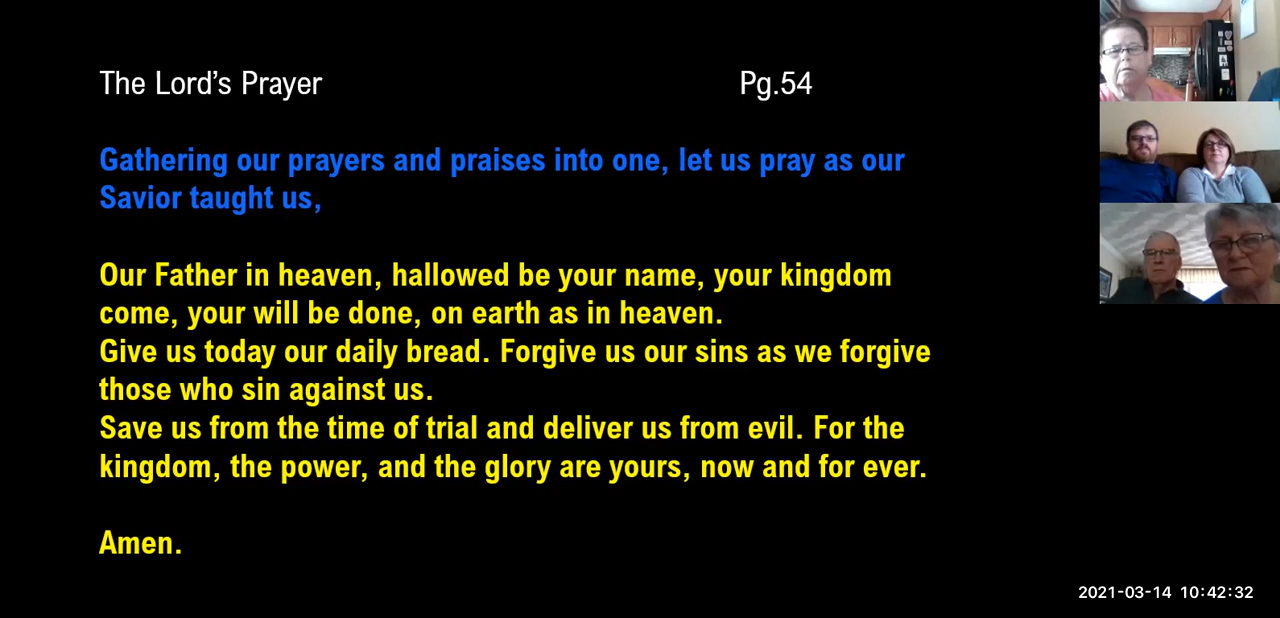 The Lord’s Prayer Pg.54
Gathering our prayers and praises into one, let us pray as our
Savior taught us,
Our Father in heaven, hallowed be your name, your kingdom
come, your will be done, on earth as in heaven.
Give us today our daily bread. Forgive us our sins as we forgive
those who sin against us.
Save us from the time of trial and deliver us from evil. For the
kingdom, the power, and the glory are yours, now and for ever.
Amen.
2021-03-14 10:42:32